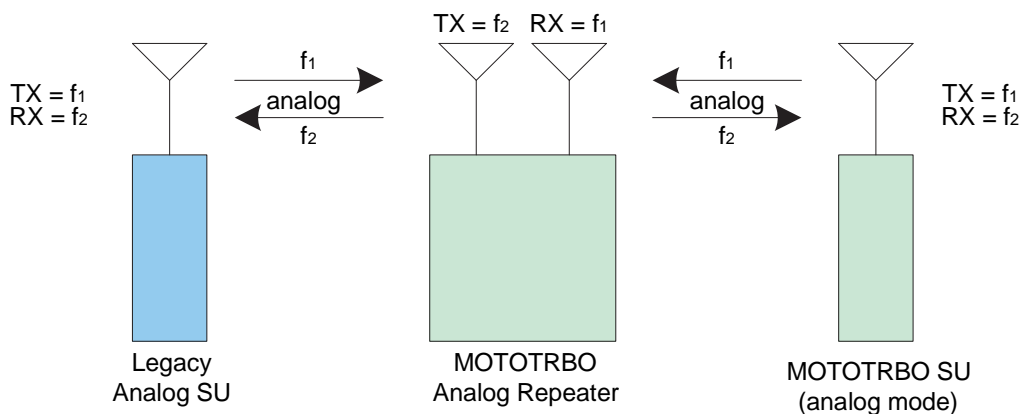 TX = f2 RX = f1
f1
analog
f2
f1
analog
f2
TX = f1
RX = f2
TX = f1
RX = f2
Legacy
Analog SU
MOTOTRBO
Analog Repeater
MOTOTRBO SU
(analog mode)